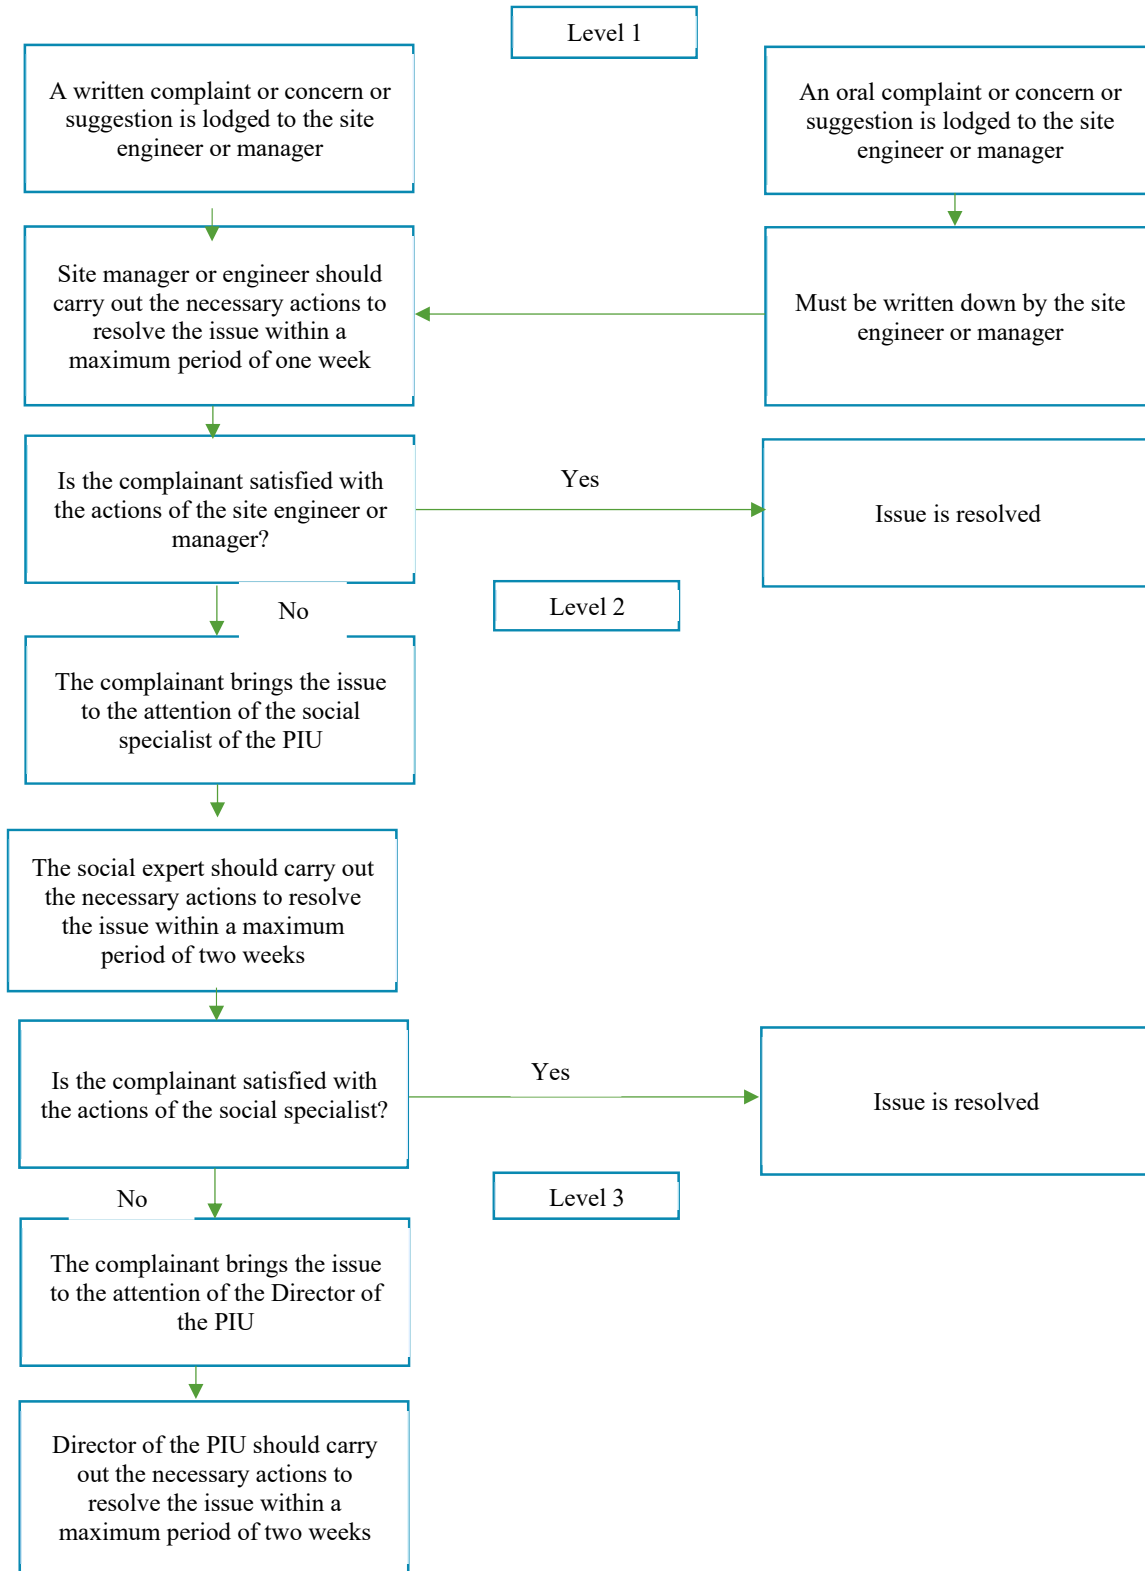 Level 1
A written complaint or concern or
suggestion is lodged to the site
engineer or manager
An oral complaint or concern or
suggestion is lodged to the site
engineer or manager
Site manager or engineer should
carry out the necessary actions to
resolve the issue within a
maximum period of one week
Must be written down by the site
engineer or manager
Is the complainant satisfied with
the actions of the site engineer or
manager?
Yes
Issue is resolved
No
Level 2
The complainant brings the issue
to the attention of the social
specialist of the PIU
The social expert should carry out
the necessary actions to resolve
the issue within a maximum
period of two weeks
Is the complainant satisfied with
the actions of the social specialist?
Yes
Issue is resolved
No
Level 3
The complainant brings the issue
to the attention of the Director of
the PIU
Director of the PIU should carry
out the necessary actions to
resolve the issue within a
maximum period of two weeks